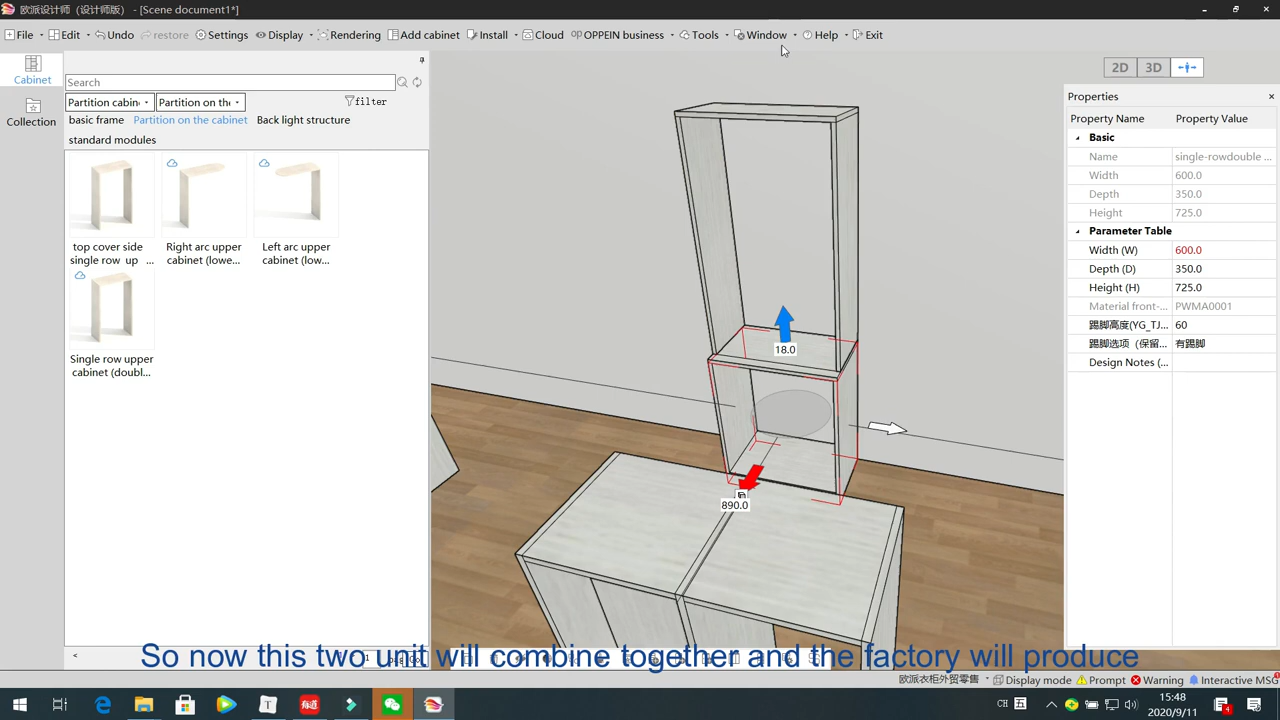 欧派设计师（设计师版） - [Scene document1*]
File Edit Undo restore Settings Display Rendering Add cabinet Install Cloud OPPEIN business Tools Window Help Exit
Cabinet
Collection
Search
Partition cabin
Partition on the
filter
basic frame Partition on the cabinet Back light structure
standard modules
top cover side
single row up ...
Right arc upper
cabinet (lowe...
Left arc upper
cabinet (low...
Single row upper
cabinet (doubl...
2D 3D
18.0
890.0
Properties
Property Name Property Value
Basic
Name single-rowdouble ...
Width 600.0
Depth 350.0
Height 725.0
Parameter Table
Width (W) 600.0
Depth (D) 350.0
Height (H) 725.0
Material front-... PWMA0001
踢脚高度(YG_TJ... 60
踢脚选项（保留... 有踢脚
Design Notes (...
So now this two unit will combine together and the factory will produce
欧派衣柜外贸零售 Display mode Prompt Warning Interactive MSG
CH 五
15:48
2020/9/11